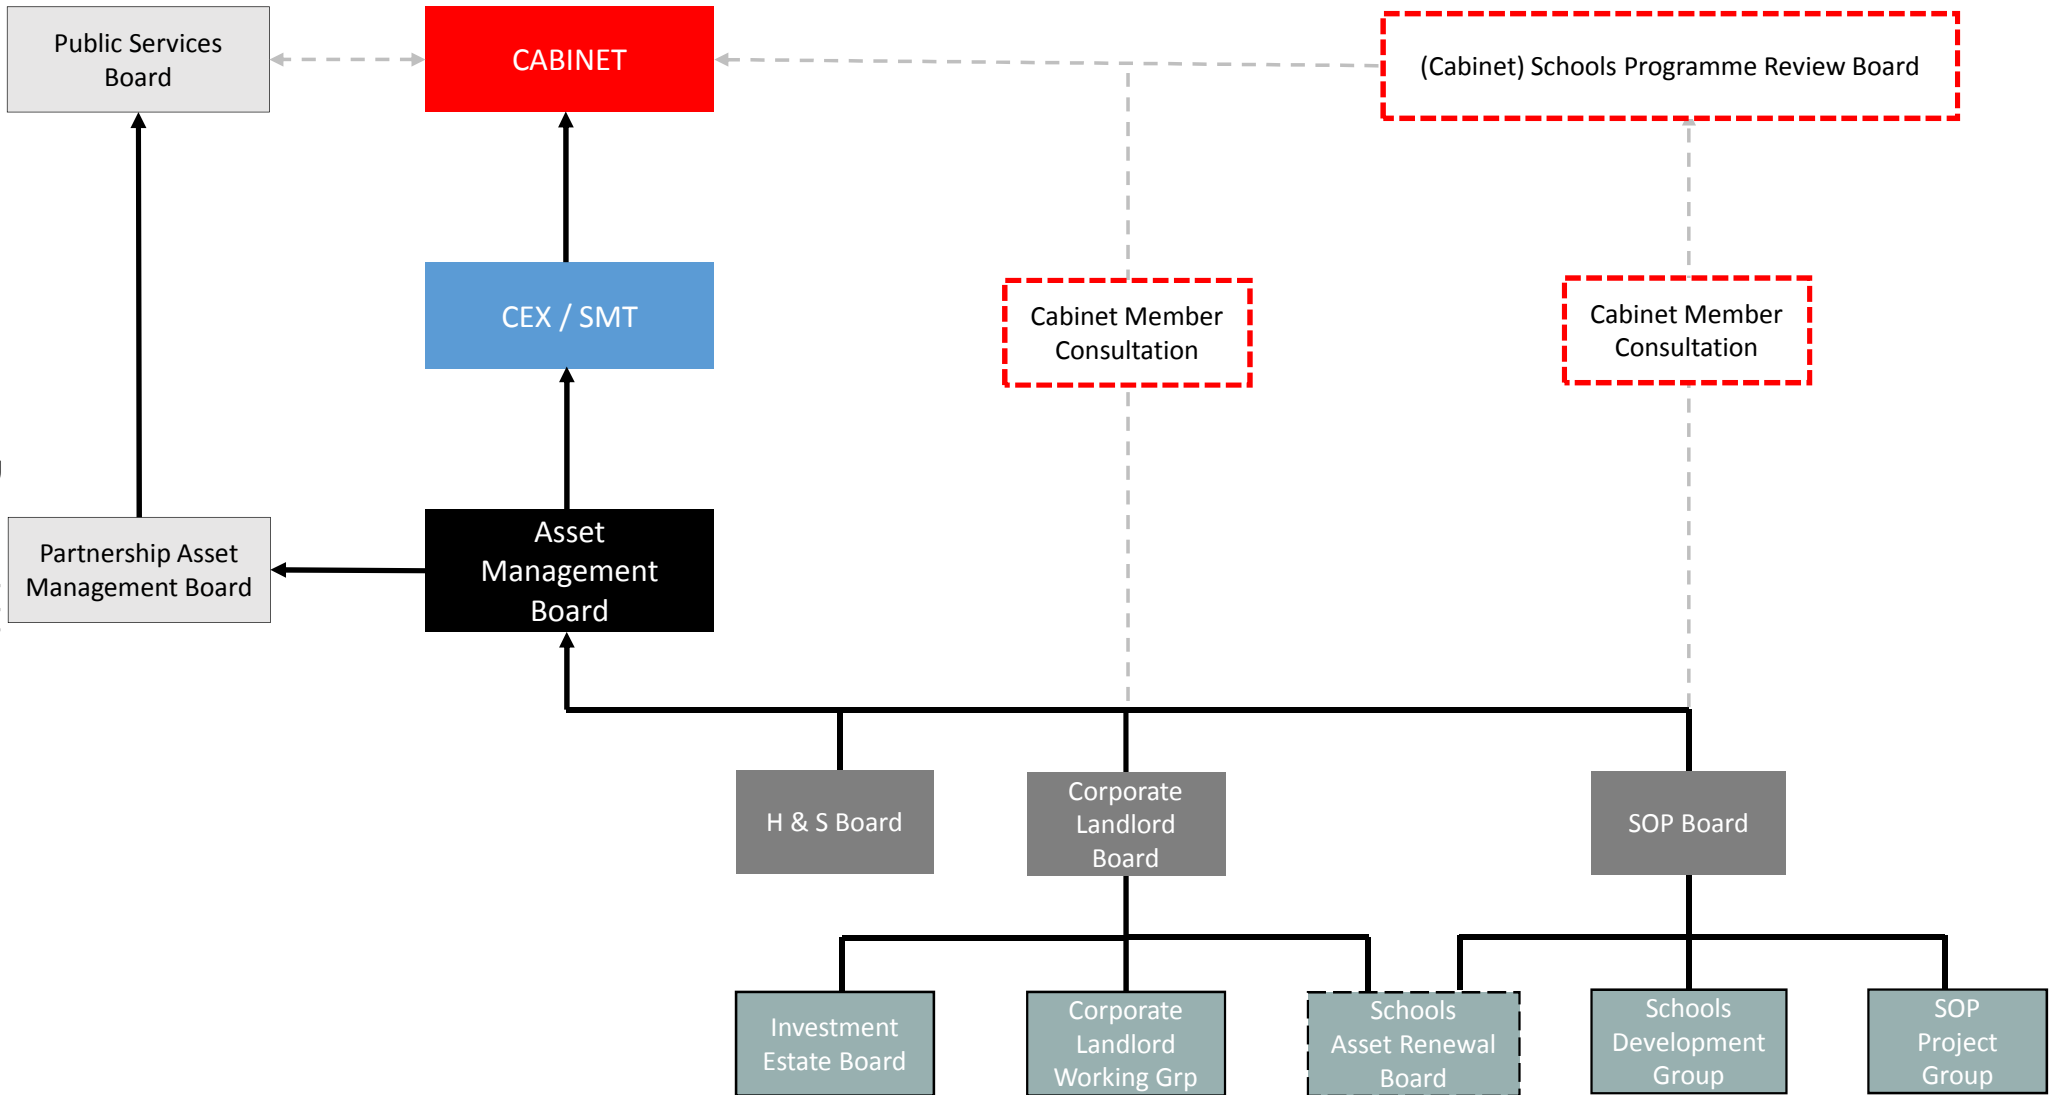 Public Services
Board
CABINET
(Cabinet) Schools Programme Review Board
CEX / SMT
Cabinet Member
Consultation
Cabinet Member
Consultation
Partnership Asset
Management Board
Asset
Management
Board
H & S Board
Corporate
Landlord
Board
SOP Board
Investment
Estate Board
Corporate
Landlord
Working Grp
Schools
Asset Renewal
Board
Schools
Development
Group
SOP
Project
Group